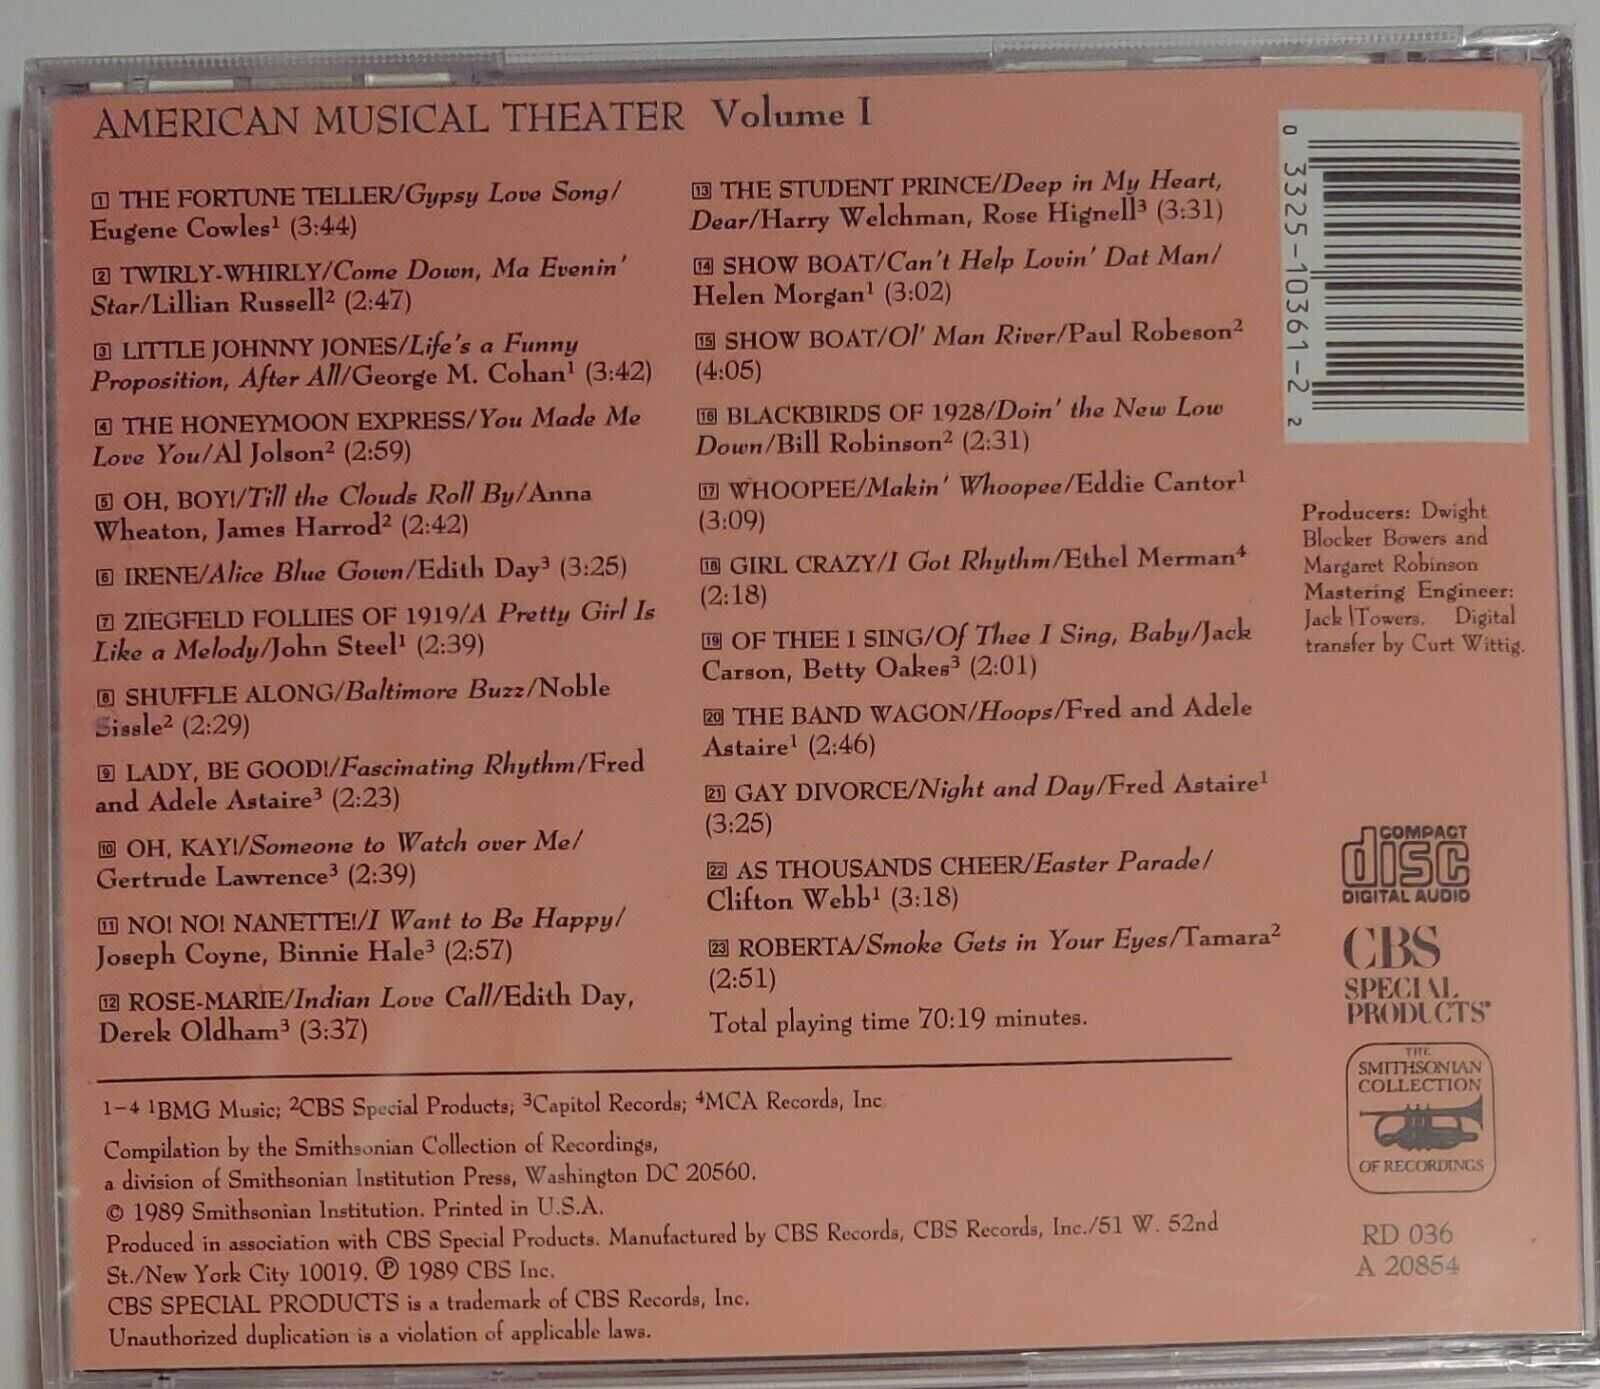 AMERICAN MUSICAL THEATER Volume I
1 THE FORTUNE TELLER/Gypsy Love Song/
Eugene Cowles¹ (3:44)
2 TWIRLY-WHIRLY/Come Down, Ma Evenin'
Star/Lillian Russell² (2:47)
3 LITTLE JOHNNY JONES/Life's a Funny
Proposition, After All/George M. Cohan¹ (3:42)
4 THE HONEYMOON EXPRESS/You Made Me
Love You/Al Jolson² (2:59)
5 OH, BOY!/Till the Clouds Roll By/Anna
Wheaton, James Harrod² (2:42)
6 IRENE/Alice Blue Gown/Edith Day³ (3:25)
7 ZIEGFELD FOLLIES OF 1919/A Pretty Girl Is
Like a Melody/John Steel¹ (2:39)
8 SHUFFLE ALONG/Baltimore Buzz/Noble
Sissle² (2:29)
9 LADY, BE GOOD!/Fascinating Rhythm/Fred
and Adele Astaire³ (2:23)
10 OH, KAY!/Someone to Watch over Me/
Gertrude Lawrence³ (2:39)
11 NO! NO! NANETTE!/I Want to Be Happy/
Joseph Coyne, Binnie Hale³ (2:57)
12 ROSE-MARIE/Indian Love Call/Edith Day,
Derek Oldham³ (3:37)
13 THE STUDENT PRINCE/Deep in My Heart,
Dear/Harry Welchman, Rose Hignell³ (3:31)
14 SHOW BOAT/Can't Help Lovin' Dat Man/
Helen Morgan¹ (3:02)
15 SHOW BOAT/Ol' Man River/Paul Robeson²
(4:05)
16 BLACKBIRDS OF 1928/Doin' the New Low
Down/Bill Robinson² (2:31)
17 WHOOPEE/Makin' Whoopee/Eddie Cantor¹
(3:09)
18 GIRL CRAZY/I Got Rhythm/Ethel Merman⁴
(2:18)
19 OF THEE I SING/Of Thee I Sing, Baby/Jack
Carson, Betty Oakes³ (2:01)
20 THE BAND WAGON/Hoops/Fred and Adele
Astaire¹ (2:46)
21 GAY DIVORCE/Night and Day/Fred Astaire¹
(3:25)
22 AS THOUSANDS CHEER/Easter Parade/
Clifton Webb¹ (3:18)
23 ROBERTA/Smoke Gets in Your Eyes/Tamara²
(2:51)
Total playing time 70:19 minutes.
1-4 ¹BMG Music; ²CBS Special Products; ³Capitol Records; ⁴MCA Records, Inc.
Compilation by the Smithsonian Collection of Recordings,
a division of Smithsonian Institution Press, Washington DC 20560.
© 1989 Smithsonian Institution. Printed in U.S.A.
Produced in association with CBS Special Products. Manufactured by CBS Records, CBS Records, Inc./51 W. 52nd
St./New York City 10019. ℗ 1989 CBS Inc.
CBS SPECIAL PRODUCTS is a trademark of CBS Records, Inc.
Unauthorized duplication is a violation of applicable laws.
0 3325-10361-2 2
Producers: Dwight
Blocker Bowers and
Margaret Robinson
Mastering Engineer:
Jack Towers. Digital
transfer by Curt Wittig.
COMPACT
disc
DIGITAL AUDIO
CBS
SPECIAL
PRODUCTS®
THE
SMITHSONIAN
COLLECTION
OF RECORDINGS
RD 036
A 20854